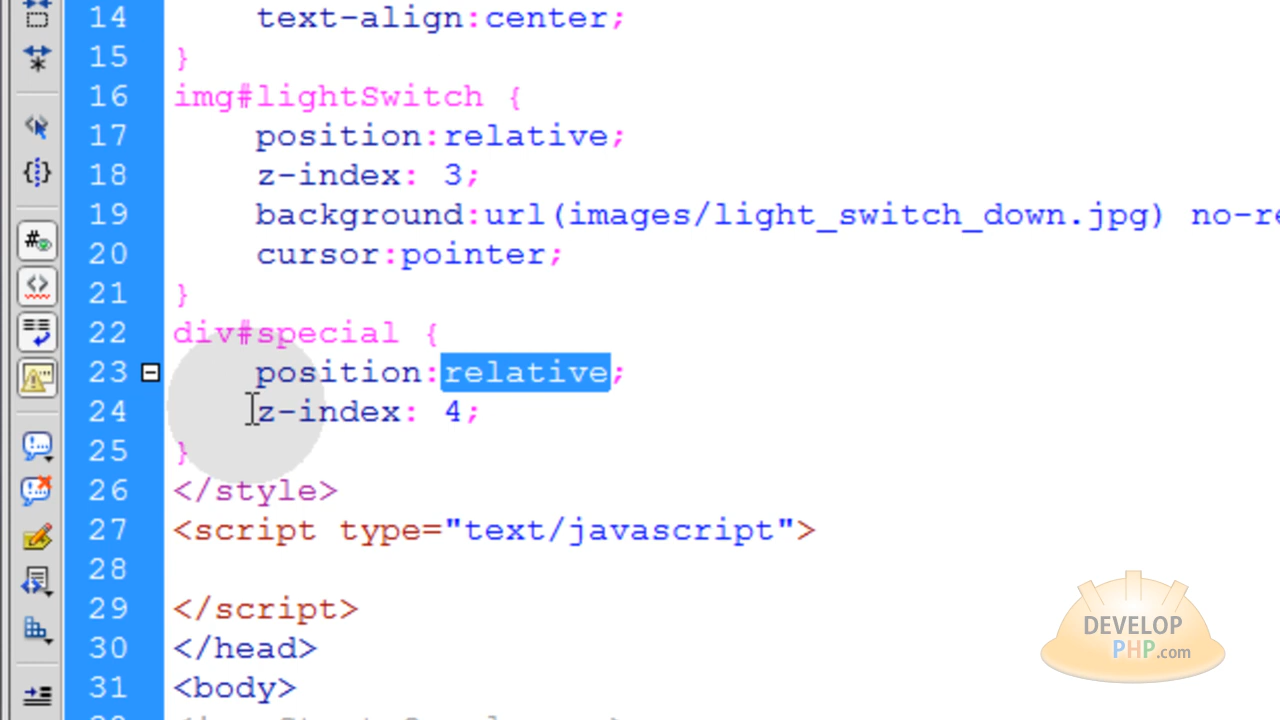 14 text-align:center;
15 }
16 img#lightSwitch {
17 position:relative;
18 z-index: 3;
19 background:url(images/light_switch_down.jpg) no-re
20 cursor:pointer;
21 }
22 div#special {
23 position:relative;
24 z-index: 4;
25 }
26 </style>
27 <script type="text/javascript">
28
29 </script>
30 </head>
31 <body>
DEVELOP
PHP.com